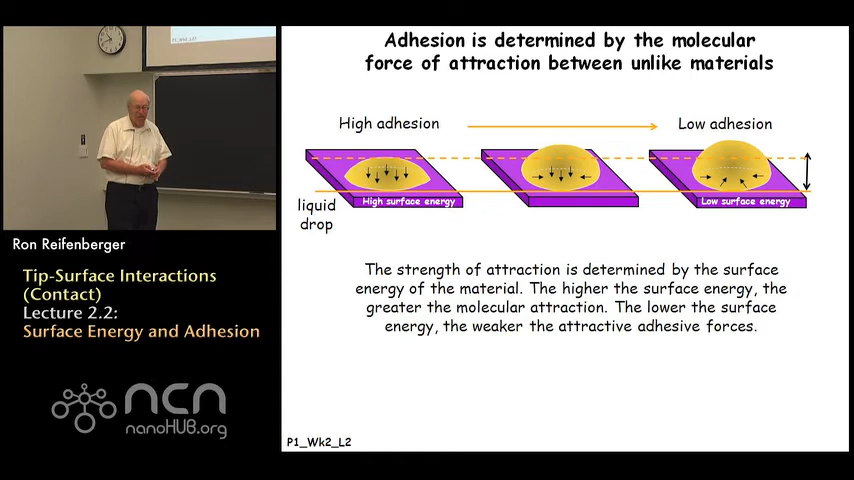 Adhesion is determined by the molecular
force of attraction between unlike materials
High adhesion
Low adhesion
High surface energy
Low surface energy
liquid
drop
The strength of attraction is determined by the surface
energy of the material. The higher the surface energy, the
greater the molecular attraction. The lower the surface
energy, the weaker the attractive adhesive forces.
P1_Wk2_L2
Ron Reifenberger
Tip-Surface Interactions
(Contact)
Lecture 2.2:
Surface Energy and Adhesion
ncn
nanoHUB.org